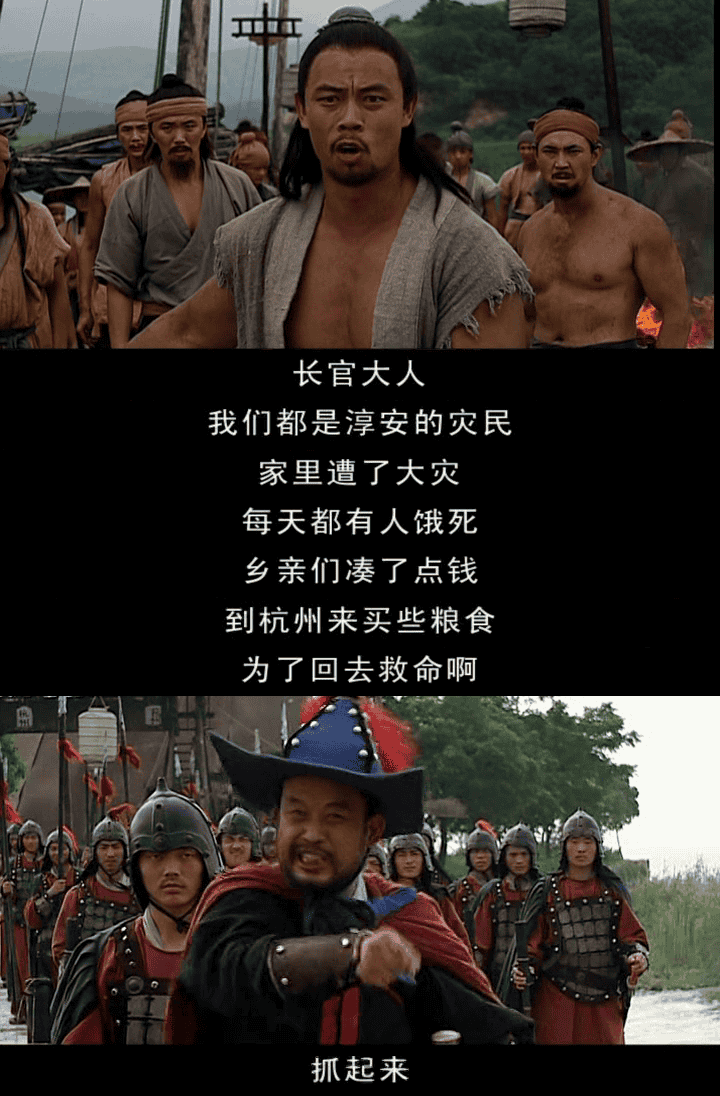 长官大人
我们都是淳安的灾民
家里遭了大灾
每天都有人饿死
乡亲们凑了点钱
到杭州来买些粮食
为了回去救命啊
抓起来